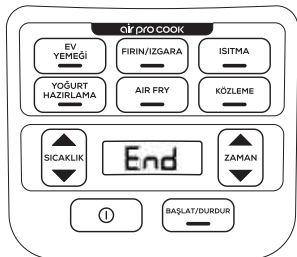 air pro cook
EV
YEMEĞİ
FIRIN/IZGARA
ISITMA
YOĞURT
HAZIRLAMA
AIR FRY
KÖZLEME
SICAKLIK
End
ZAMAN
BAŞLAT/DURDUR